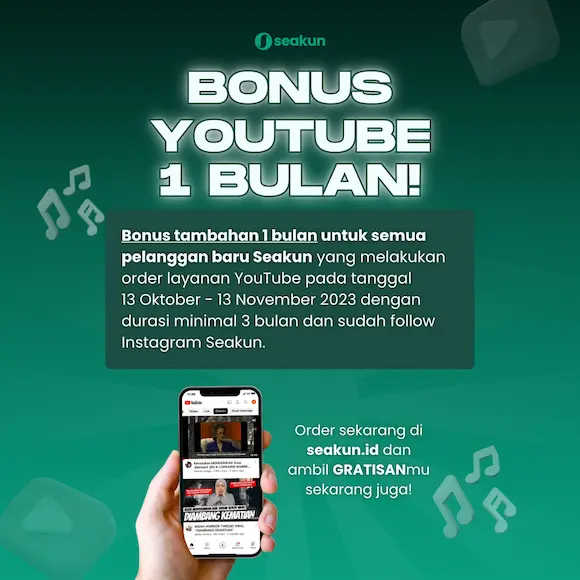 seakun
BONUS
YOUTUBE
1 BULAN!
Bonus tambahan 1 bulan untuk semua
pelanggan baru Seakun yang melakukan
order layanan YouTube pada tanggal
13 Oktober - 13 November 2023 dengan
durasi minimal 3 bulan dan sudah follow
Instagram Seakun.
Order sekarang di
seakun.id dan
ambil GRATISANmu
sekarang juga!
YouTube
DIAMBANG KEMATIAN